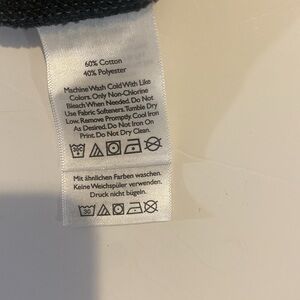 60% Cotton
40% Polyester
Machine Wash Cold With Like
Colors. Only Non-Chlorine
Bleach When Needed. Do Not
Use Fabric Softeners. Tumble Dry
Low. Remove Promptly. Cool Iron
As Desired. Do Not Iron On
Print. Do Not Dry Clean.
30
Mit ähnlichen Farben waschen.
Keine Weichspüler verwenden.
Druck nicht bügeln.
30